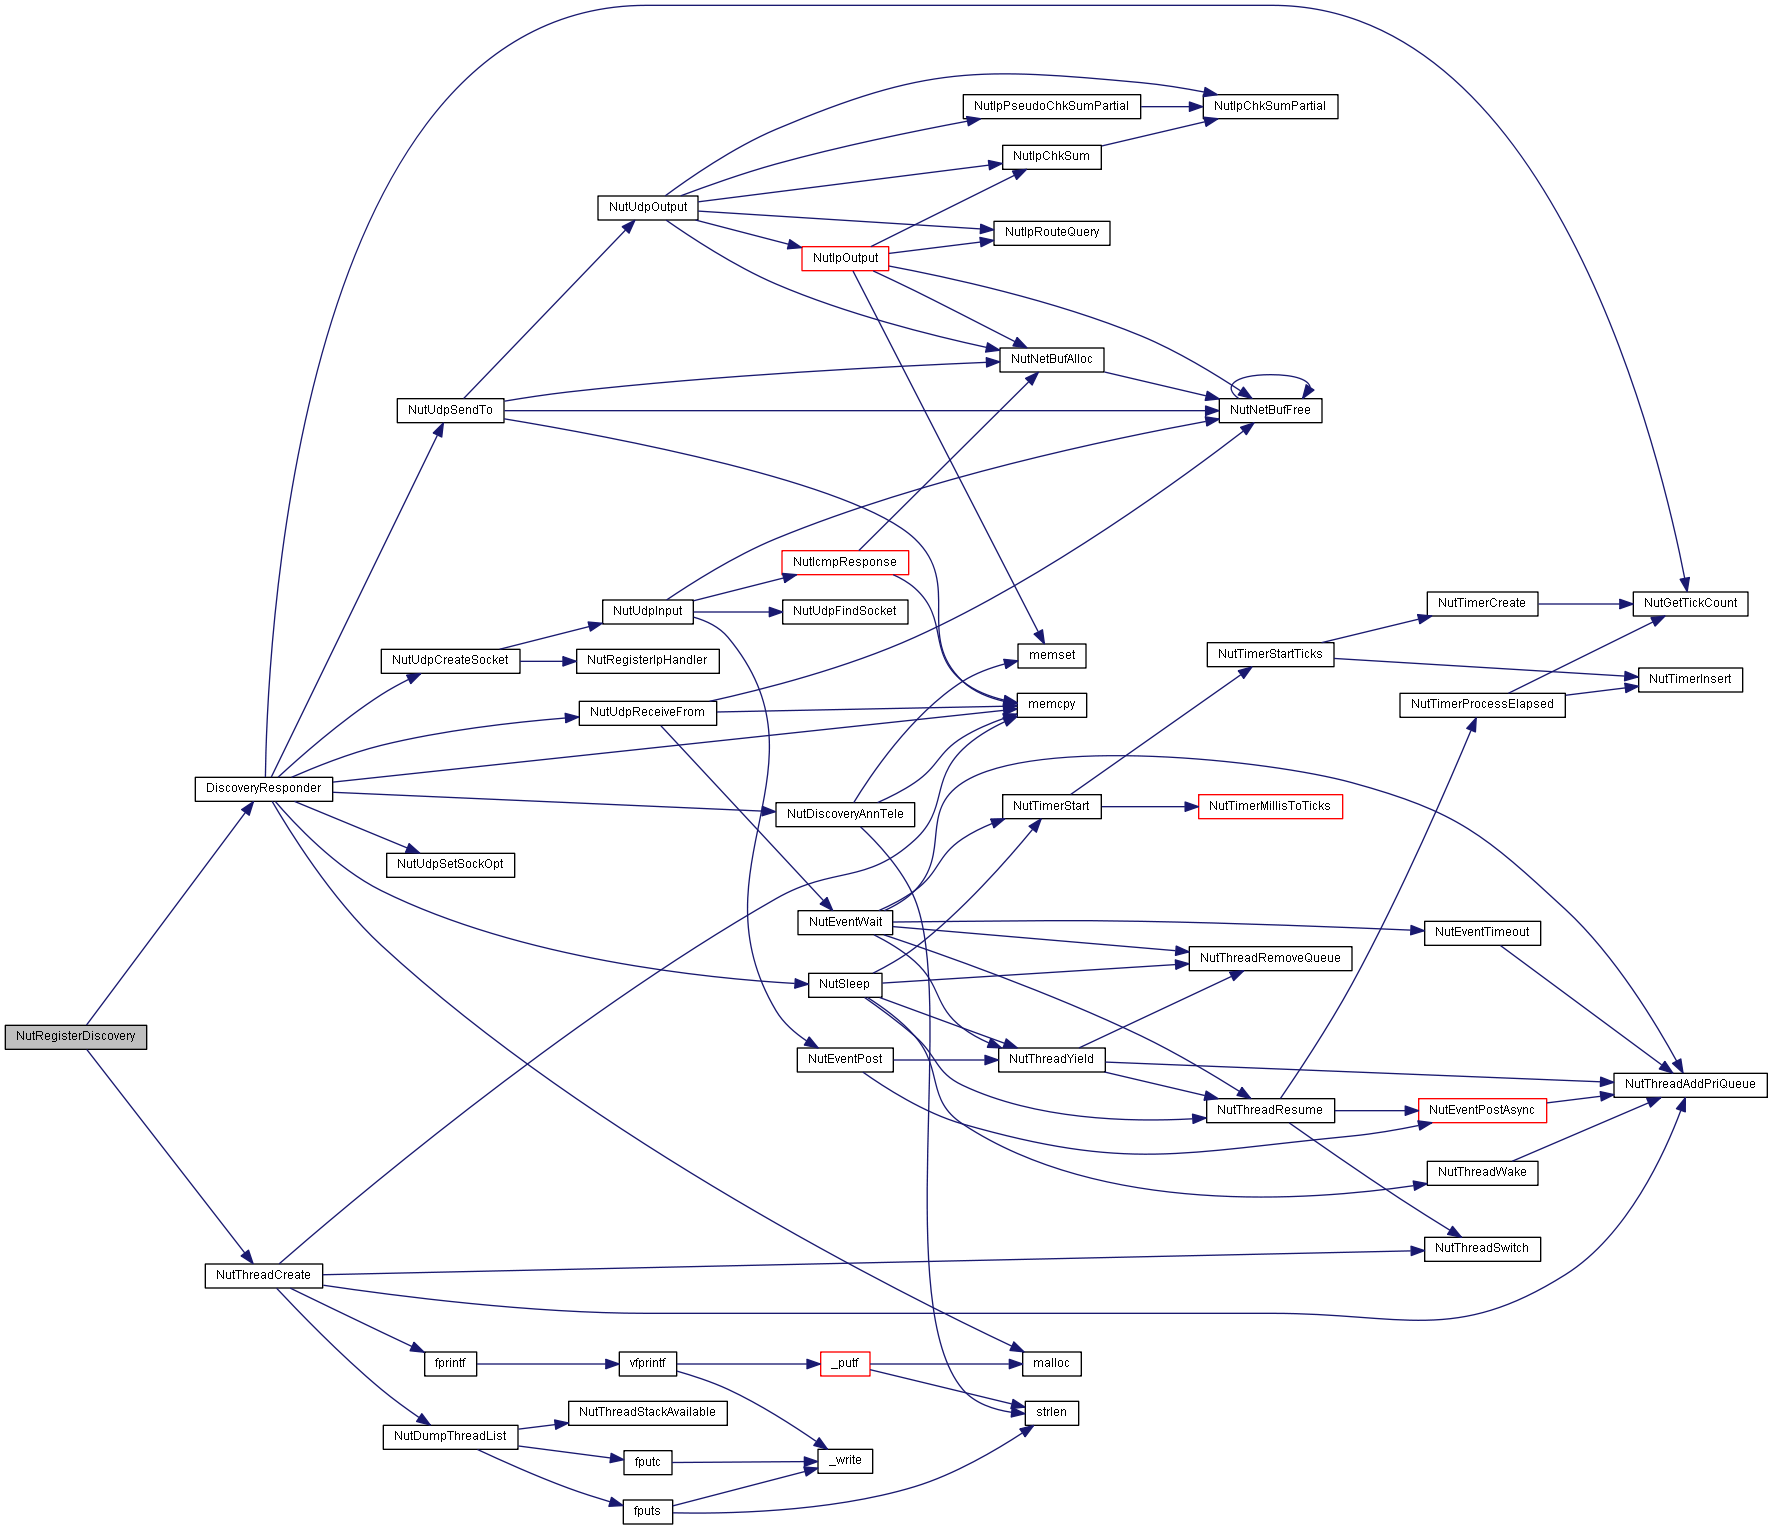 NutIpPseudoChkSumPartial
NutIpChkSumPartial
NutIpChkSum
NutUdpOutput
NutIpRouteQuery
NutIpOutput
NutNetBufAlloc
NutUdpSendTo
NutNetBufFree
NutIcmpResponse
NutTimerCreate
NutGetTickCount
NutUdpInput
NutUdpFindSocket
NutTimerStartTicks
NutUdpCreateSocket
NutRegisterIpHandler
memset
NutTimerInsert
NutUdpReceiveFrom
memcpy
NutTimerProcessElapsed
DiscoveryResponder
NutDiscoveryAnnTele
NutTimerStart
NutTimerMillisToTicks
NutUdpSetSockOpt
NutEventWait
NutEventTimeout
NutThreadRemoveQueue
NutSleep
NutRegisterDiscovery
NutEventPost
NutThreadYield
NutThreadAddPriQueue
NutThreadResume
NutEventPostAsync
NutThreadWake
NutThreadSwitch
NutThreadCreate
fprintf
vfprintf
_putf
malloc
NutThreadStackAvailable
strlen
NutDumpThreadList
fputc
_write
fputs